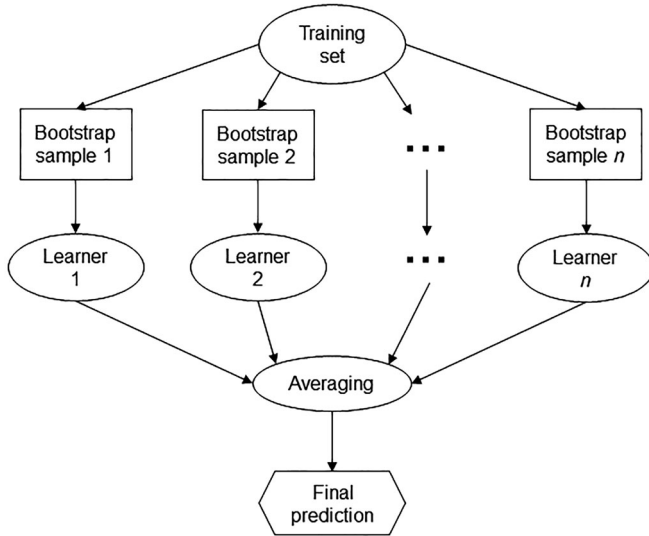 Training
set
Bootstrap
sample 1
Bootstrap
sample 2
...
Bootstrap
sample n
Learner
1
Learner
2
...
Learner
n
Averaging
Final
prediction